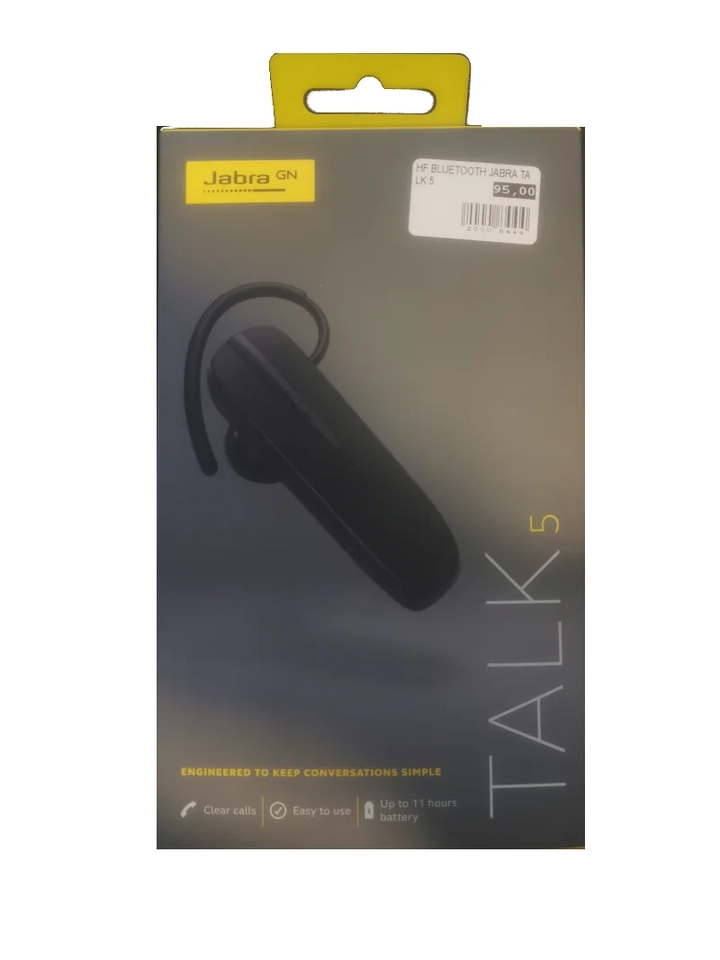 Jabra GN
HF BLUETOOTH JABRA TA
LK 5
95,00
TALK 5
ENGINEERED TO KEEP CONVERSATIONS SIMPLE
Clear calls
Easy to use
Up to 11 hours
battery